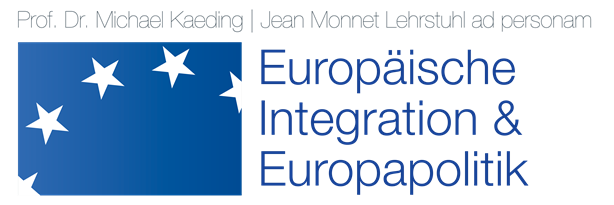 Prof. Dr. Michael Kaeding | Jean Monnet Lehrstuhl ad personam
Europäische
Integration &
Europapolitik